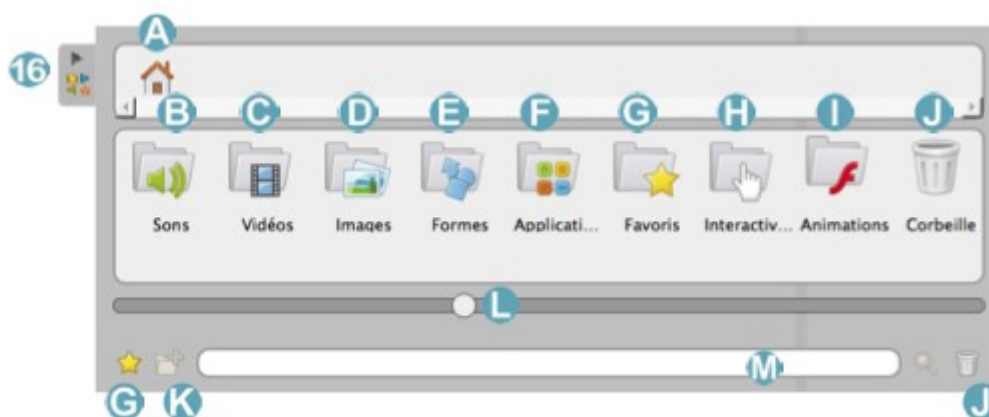 A
16
B C D E F G H I J
Sons Vidéos Images Formes Applicati... Favoris Interactiv... Animations Corbeille
L
M
G K J